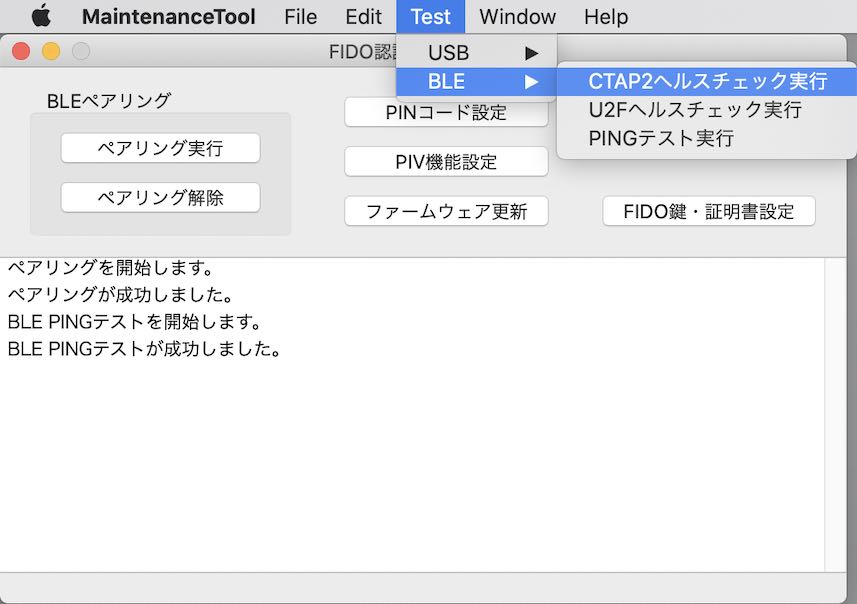 MaintenanceTool File Edit Test Window Help
FIDO認
USB
BLE
CTAP2ヘルスチェック実行
U2Fヘルスチェック実行
PINGテスト実行
BLEペアリング
ペアリング実行
ペアリング解除
PINコード設定
PIV機能設定
ファームウェア更新
FIDO鍵・証明書設定
ペアリングを開始します。
ペアリングが成功しました。
BLE PINGテストを開始します。
BLE PINGテストが成功しました。